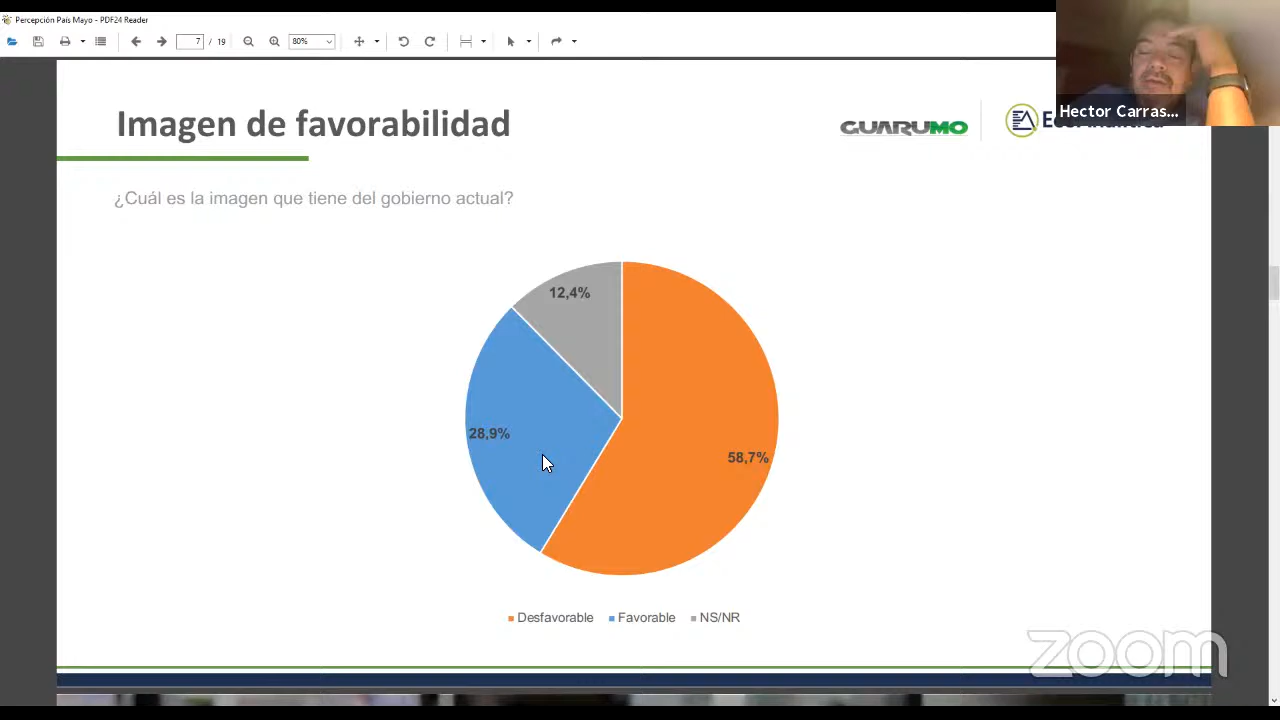 Percepción País Mayo - PDF24 Reader
7 / 19
80%
Hector Carras...
Imagen de favorabilidad
GUARUMO
¿Cuál es la imagen que tiene del gobierno actual?
12,4%
28,9%
58,7%
Desfavorable Favorable NS/NR
zoom